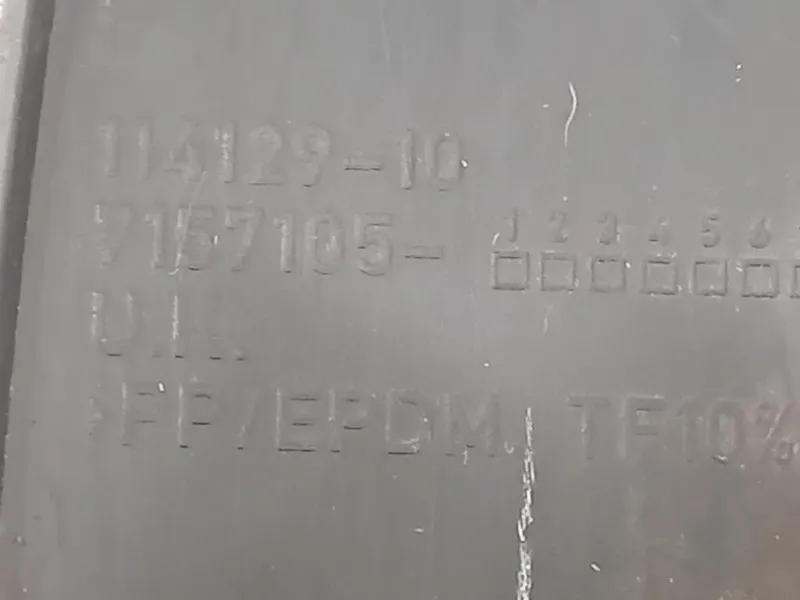 114129-10
7157105- 1 2 3 4 5 6
U.K.
>PP/EPDM TF10%